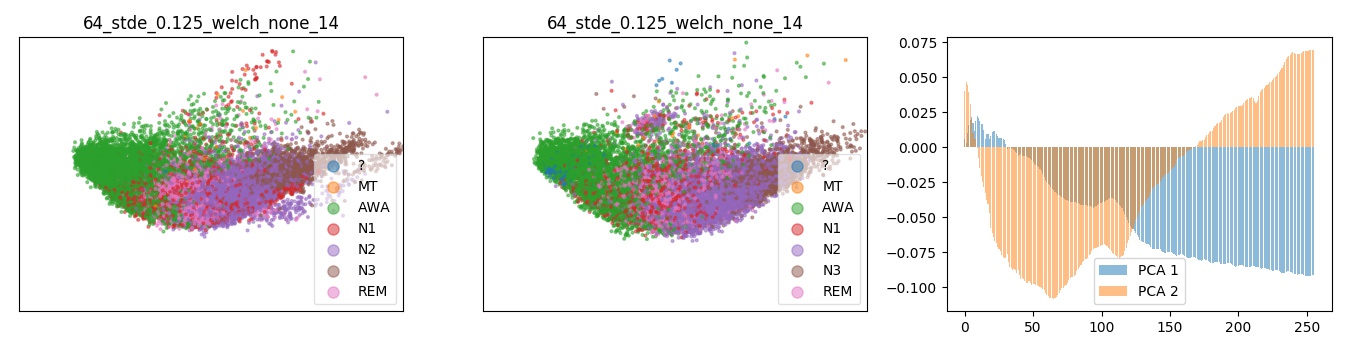 64_stde_0.125_welch_none_14
?
MT
AWA
N1
N2
N3
REM
64_stde_0.125_welch_none_14
?
MT
AWA
N1
N2
N3
REM
0.075
0.050
0.025
0.000
−0.025
−0.050
−0.075
−0.100
PCA 1
PCA 2
0
50
100
150
200
250